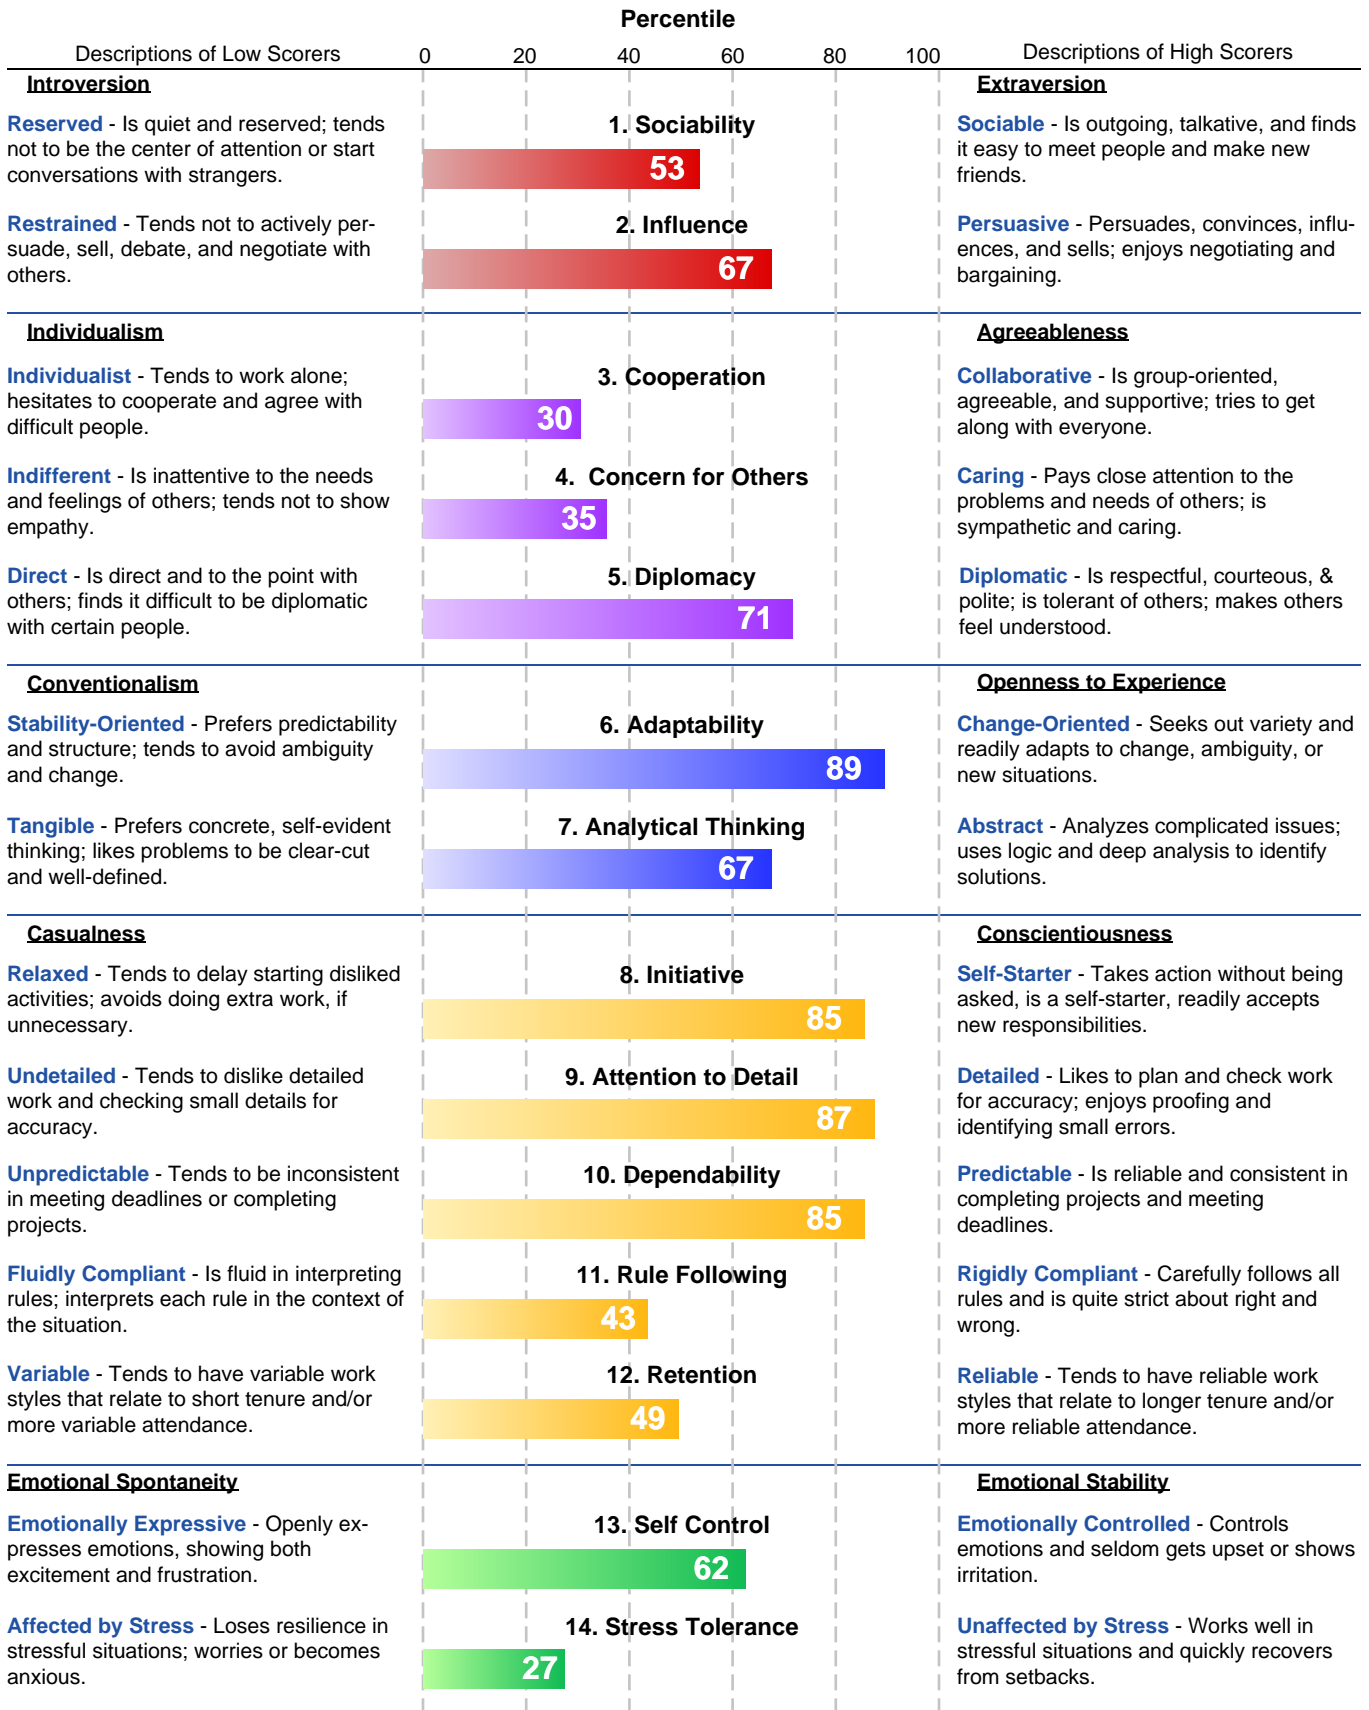 Percentile
Descriptions of Low Scorers 0 20 40 60 80 100 Descriptions of High Scorers
Introversion
Extraversion
Reserved - Is quiet and reserved; tends
not to be the center of attention or start
conversations with strangers.
1. Sociability
53
Sociable - Is outgoing, talkative, and finds
it easy to meet people and make new
friends.
Restrained - Tends not to actively per-
suade, sell, debate, and negotiate with
others.
2. Influence
67
Persuasive - Persuades, convinces, influ-
ences, and sells; enjoys negotiating and
bargaining.
Individualism
Agreeableness
Individualist - Tends to work alone;
hesitates to cooperate and agree with
difficult people.
3. Cooperation
30
Collaborative - Is group-oriented,
agreeable, and supportive; tries to get
along with everyone.
Indifferent - Is inattentive to the needs
and feelings of others; tends not to show
empathy.
4. Concern for Others
35
Caring - Pays close attention to the
problems and needs of others; is
sympathetic and caring.
Direct - Is direct and to the point with
others; finds it difficult to be diplomatic
with certain people.
5. Diplomacy
71
Diplomatic - Is respectful, courteous, &
polite; is tolerant of others; makes others
feel understood.
Conventionalism
Openness to Experience
Stability-Oriented - Prefers predictability
and structure; tends to avoid ambiguity
and change.
6. Adaptability
89
Change-Oriented - Seeks out variety and
readily adapts to change, ambiguity, or
new situations.
Tangible - Prefers concrete, self-evident
thinking; likes problems to be clear-cut
and well-defined.
7. Analytical Thinking
67
Abstract - Analyzes complicated issues;
uses logic and deep analysis to identify
solutions.
Casualness
Conscientiousness
Relaxed - Tends to delay starting disliked
activities; avoids doing extra work, if
unnecessary.
8. Initiative
85
Self-Starter - Takes action without being
asked, is a self-starter, readily accepts
new responsibilities.
Undetailed - Tends to dislike detailed
work and checking small details for
accuracy.
9. Attention to Detail
87
Detailed - Likes to plan and check work
for accuracy; enjoys proofing and
identifying small errors.
Unpredictable - Tends to be inconsistent
in meeting deadlines or completing
projects.
10. Dependability
85
Predictable - Is reliable and consistent in
completing projects and meeting
deadlines.
Fluidly Compliant - Is fluid in interpreting
rules; interprets each rule in the context of
the situation.
11. Rule Following
43
Rigidly Compliant - Carefully follows all
rules and is quite strict about right and
wrong.
Variable - Tends to have variable work
styles that relate to short tenure and/or
more variable attendance.
12. Retention
49
Reliable - Tends to have reliable work
styles that relate to longer tenure and/or
more reliable attendance.
Emotional Spontaneity
Emotional Stability
Emotionally Expressive - Openly ex-
presses emotions, showing both
excitement and frustration.
13. Self Control
62
Emotionally Controlled - Controls
emotions and seldom gets upset or shows
irritation.
Affected by Stress - Loses resilience in
stressful situations; worries or becomes
anxious.
14. Stress Tolerance
27
Unaffected by Stress - Works well in
stressful situations and quickly recovers
from setbacks.